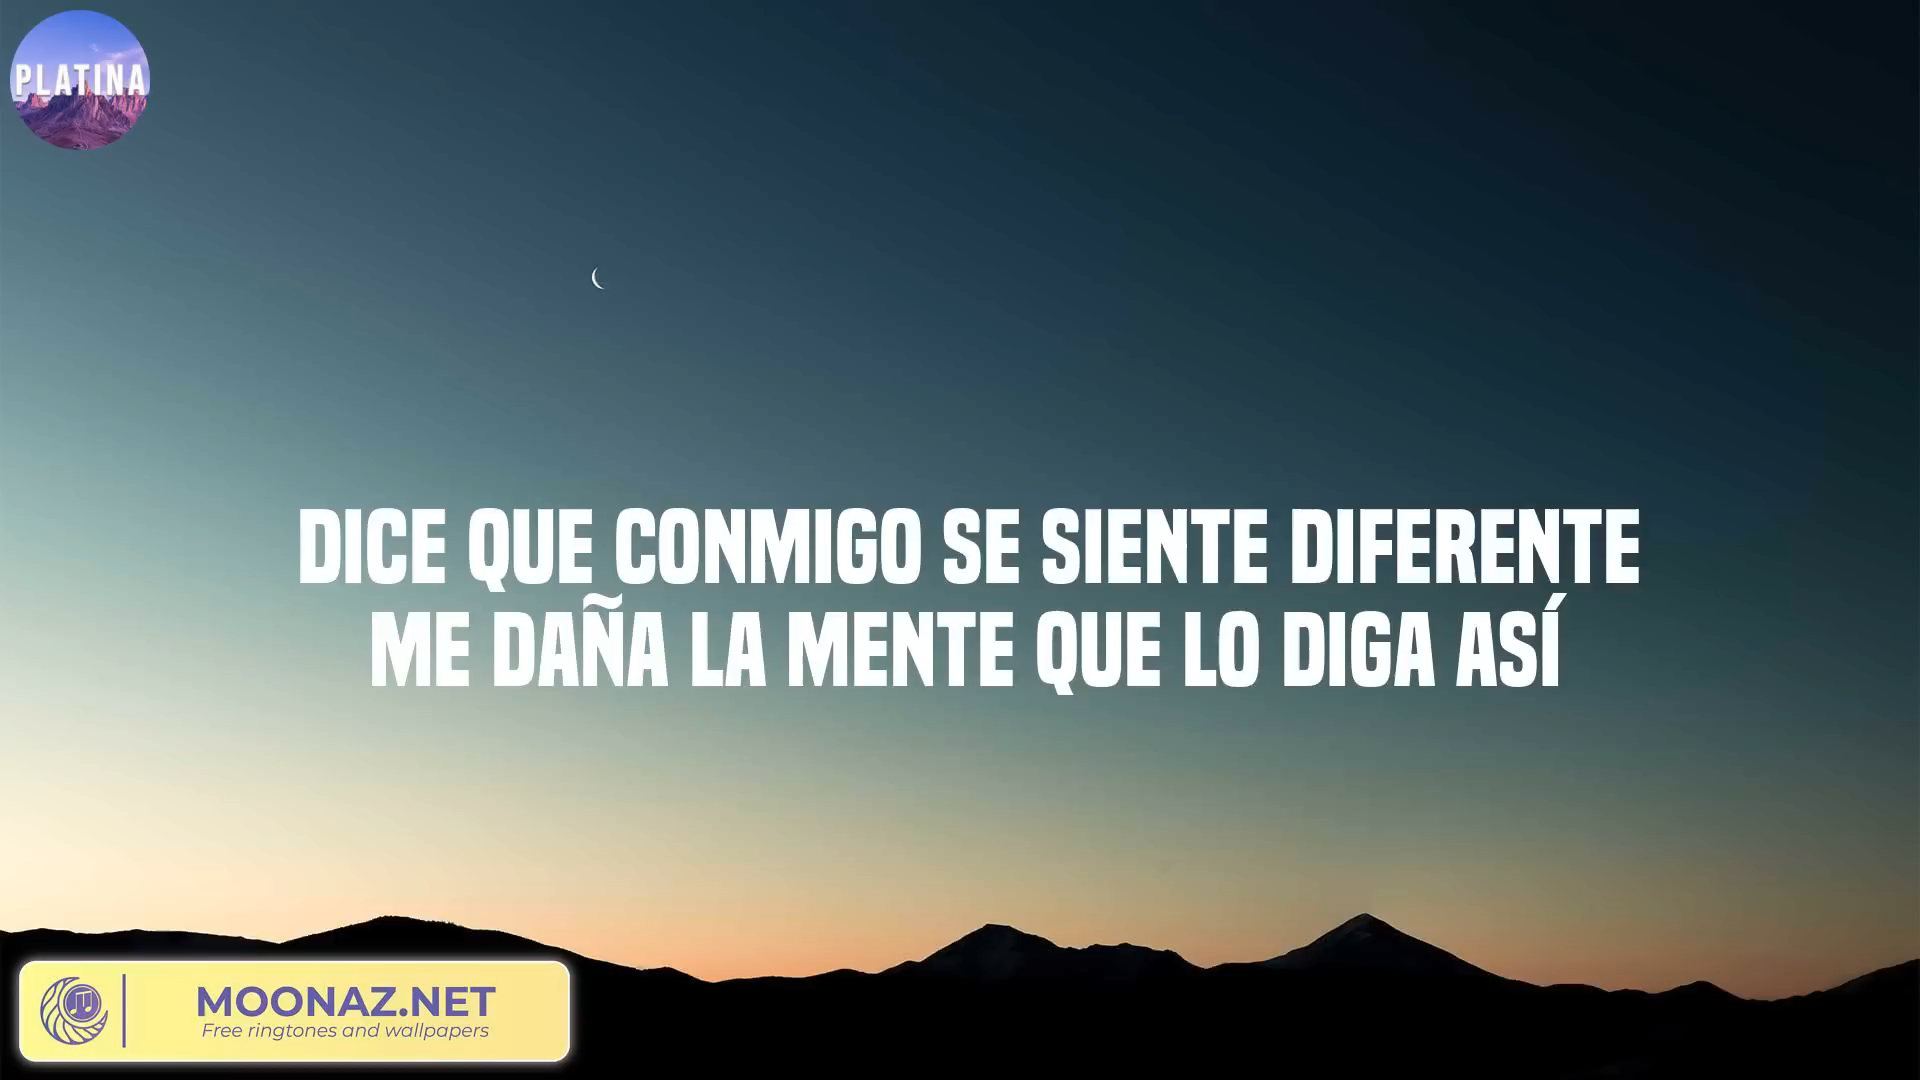 PLATINA
DICE QUE CONMIGO SE SIENTE DIFERENTE
ME DAÑA LA MENTE QUE LO DIGA ASÍ
MOONAZ.NET
Free ringtones and wallpapers